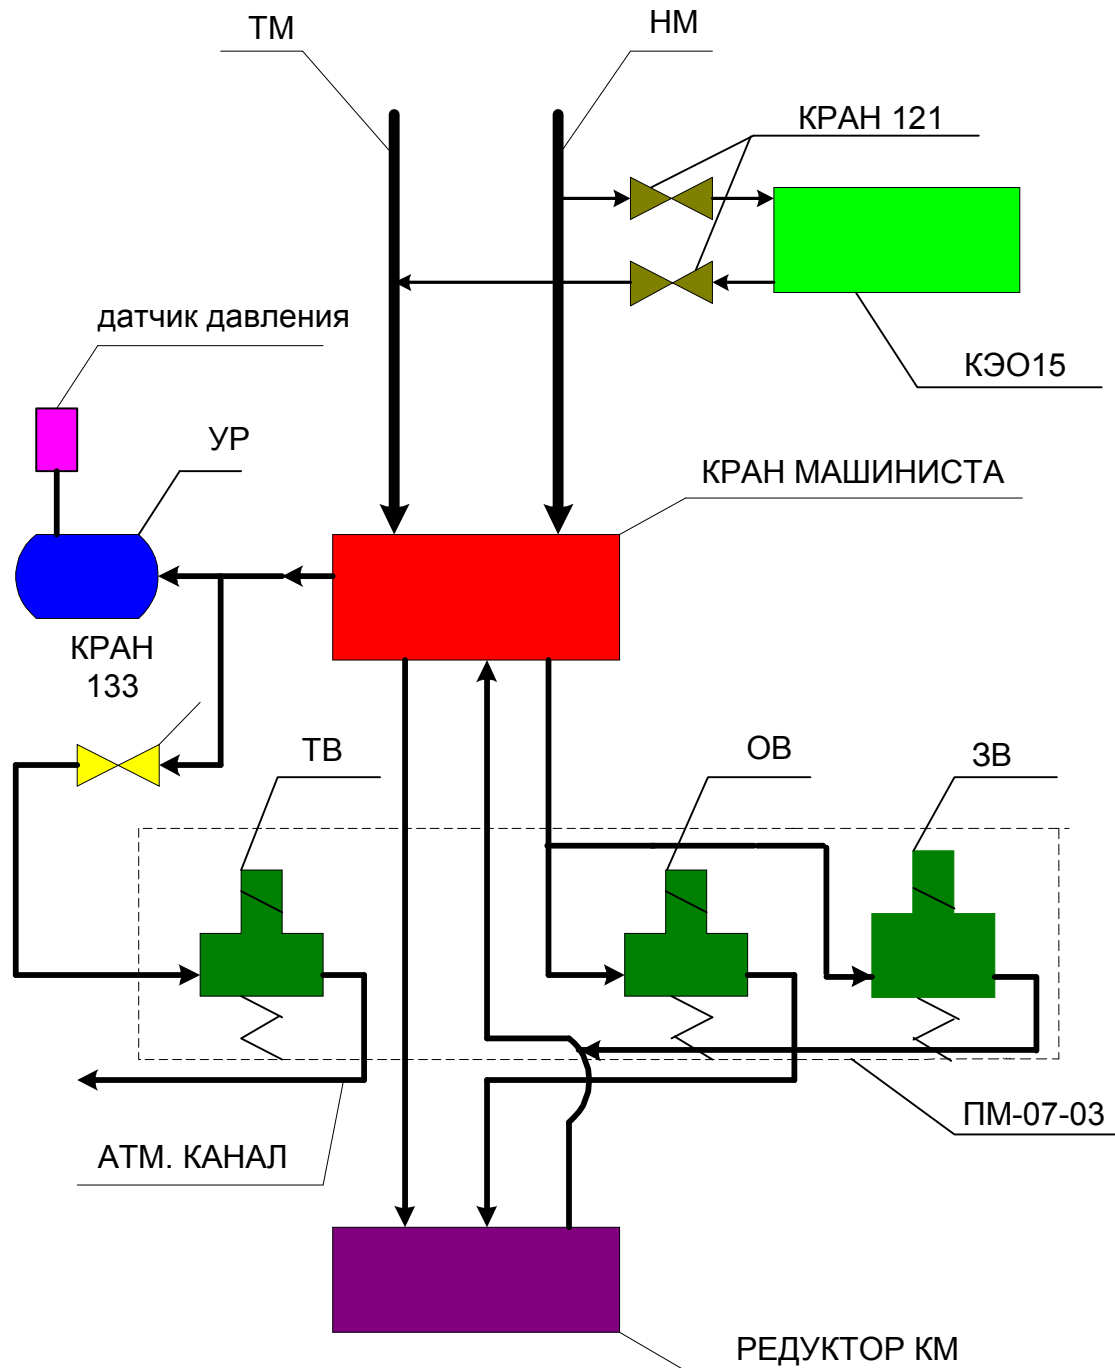 ТМ
НМ
КРАН 121
датчик давления
КЭО15
УР
КРАН МАШИНИСТА
КРАН
133
ТВ
ОВ
ЗВ
ПМ-07-03
АТМ. КАНАЛ
РЕДУКТОР КМ